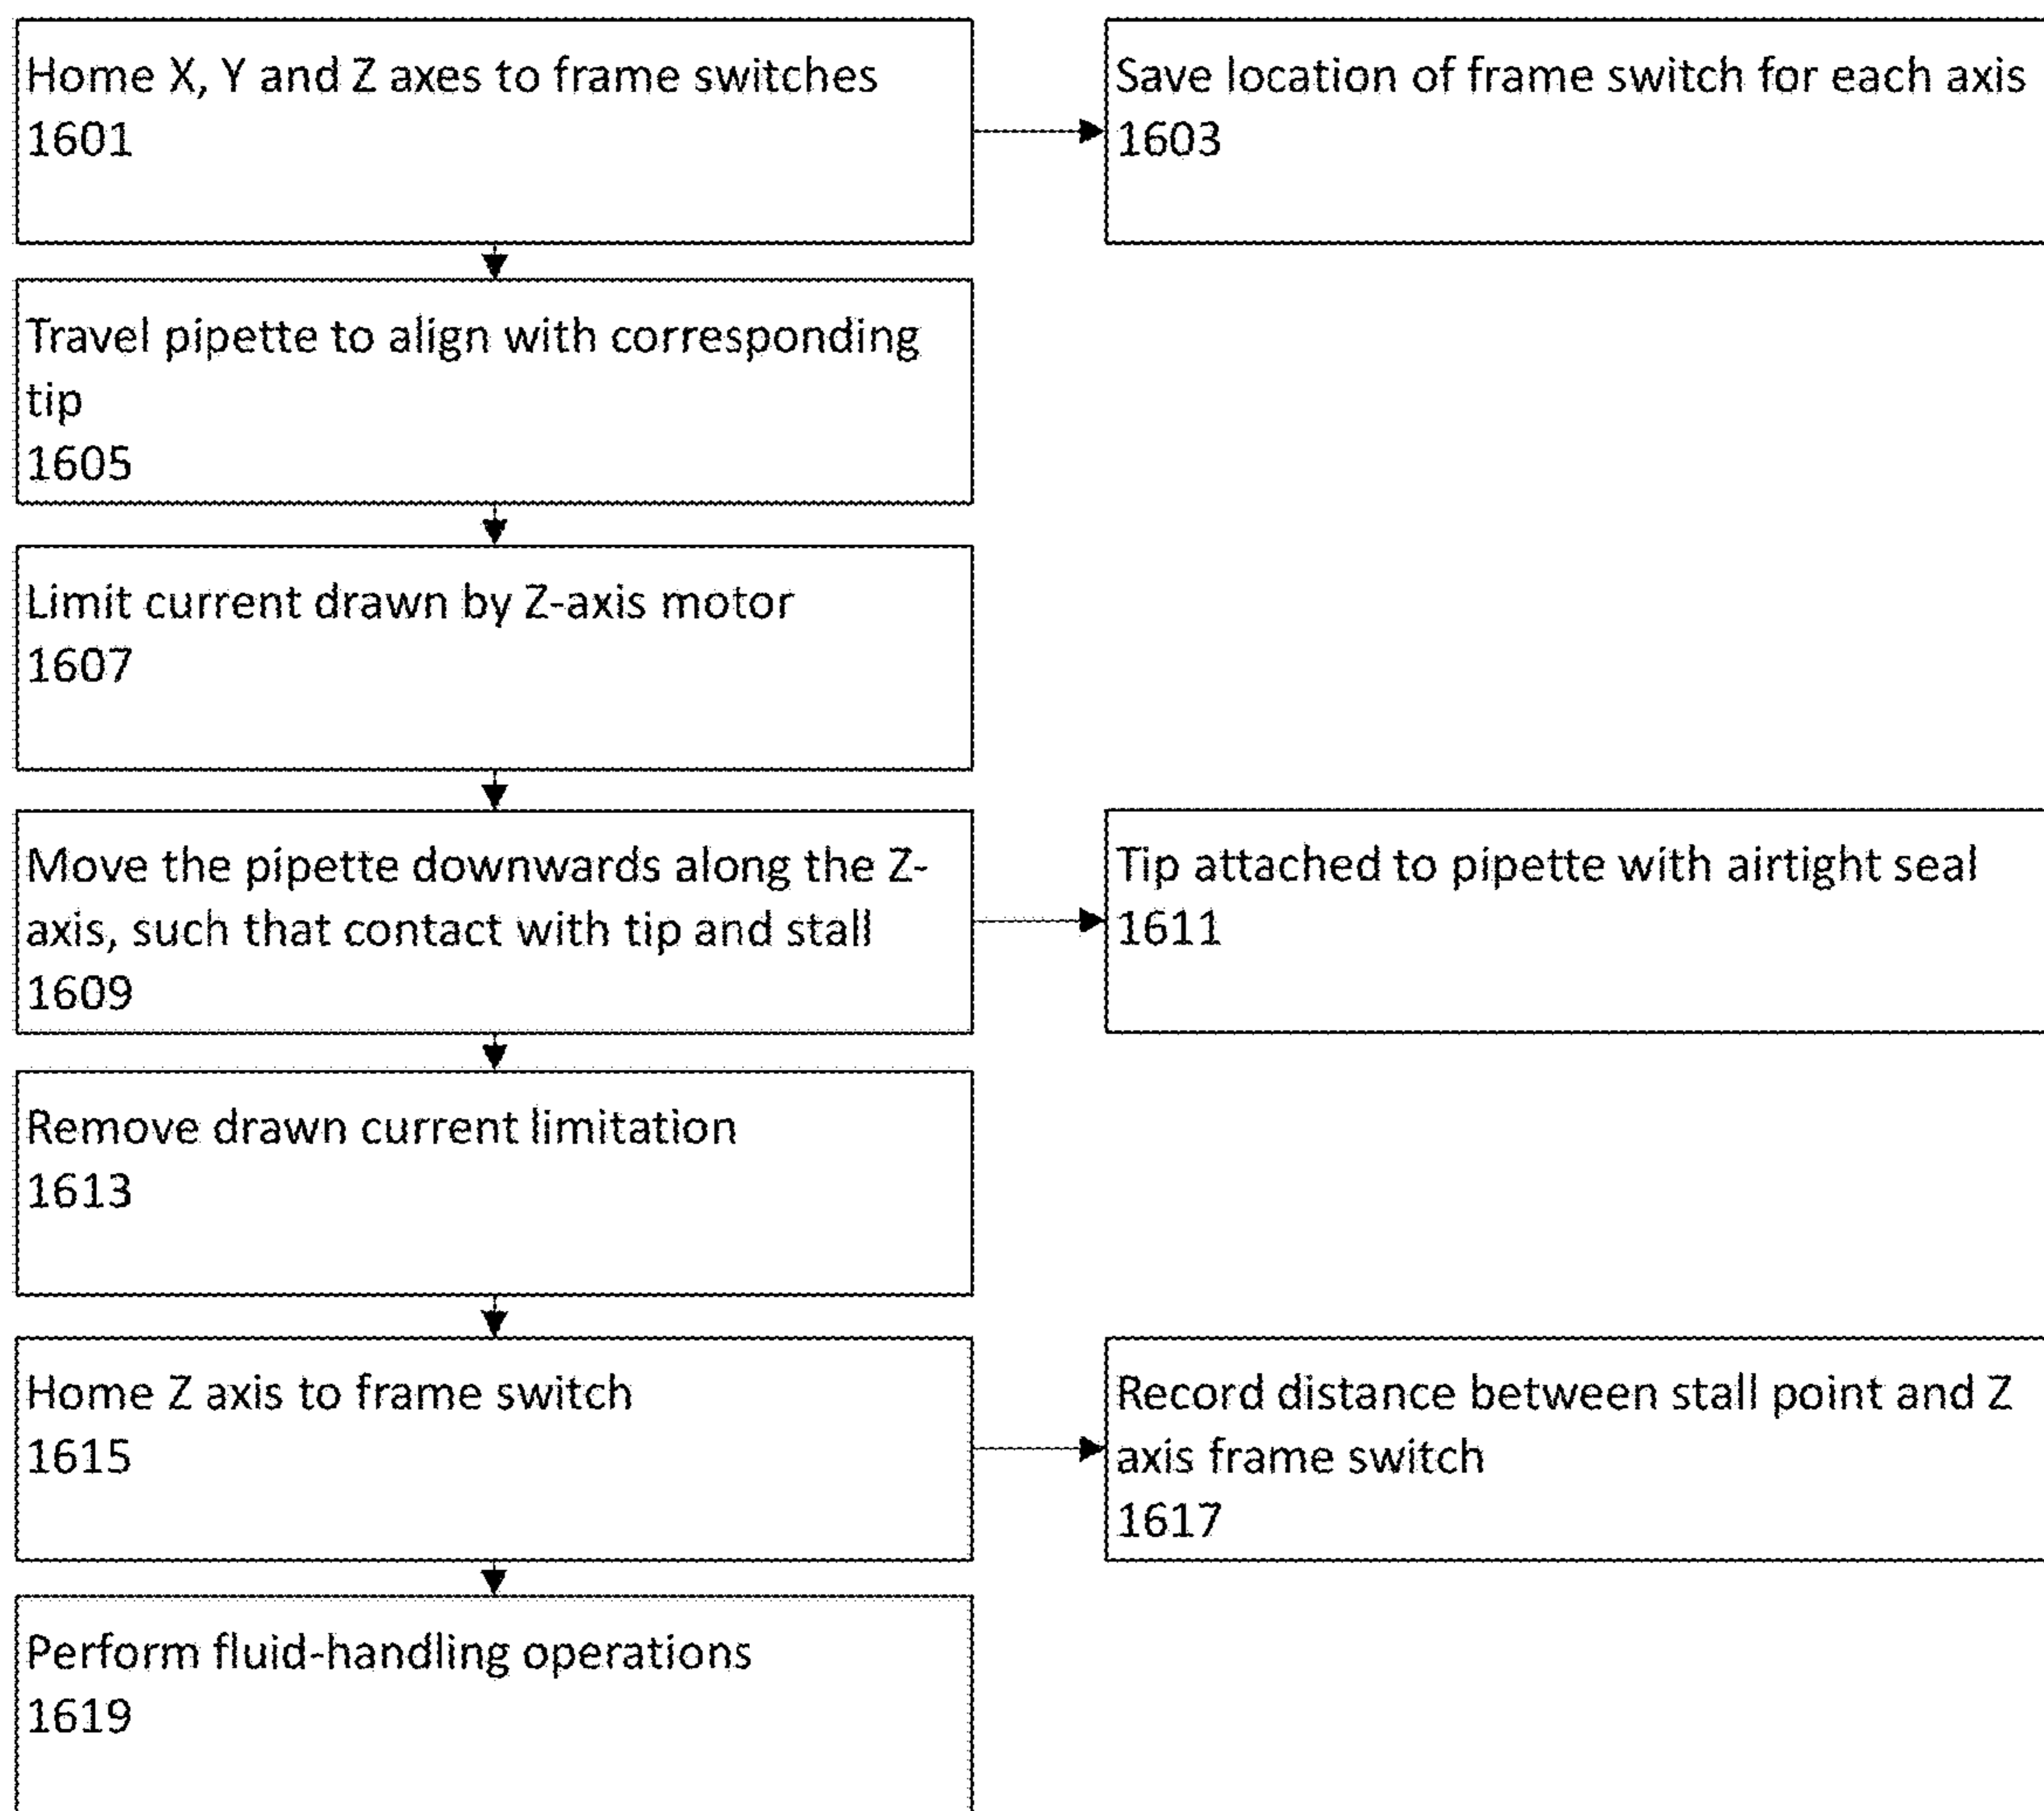 Home X, Y and Z axes to frame switches
1601
Save location of frame switch for each axis
1603
Travel pipette to align with corresponding
tip
1605
Limit current drawn by Z-axis motor
1607
Move the pipette downwards along the Z-
axis, such that contact with tip and stall
1609
Tip attached to pipette with airtight seal
1611
Remove drawn current limitation
1613
Home Z axis to frame switch
1615
Record distance between stall point and Z
axis frame switch
1617
Perform fluid-handling operations
1619